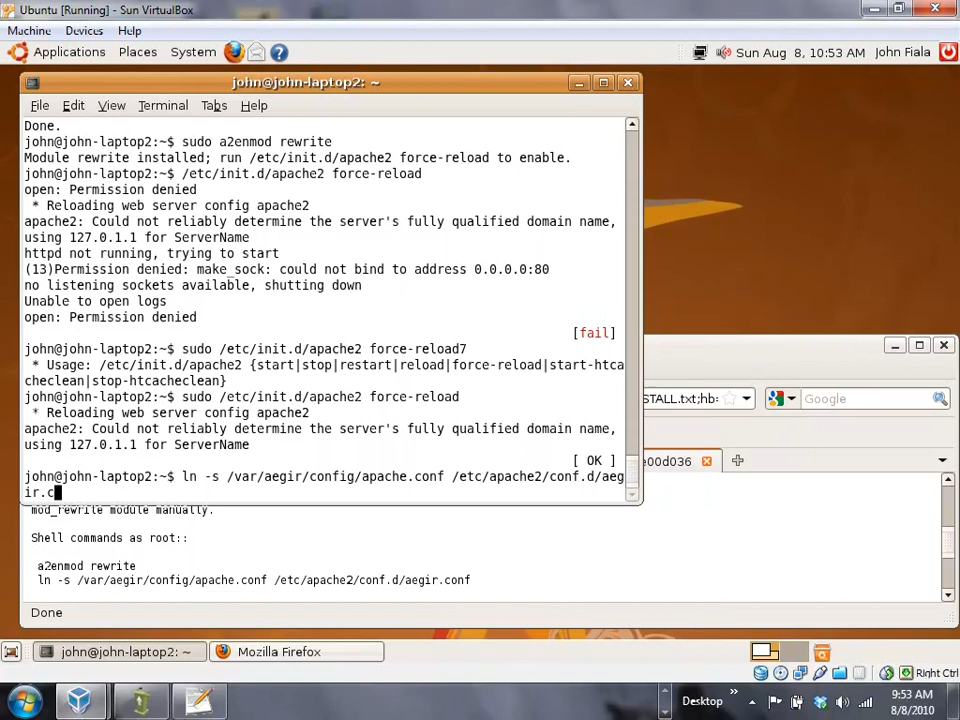 Ubuntu [Running] - Sun VirtualBox
Machine Devices Help
Applications Places System Sun Aug 8, 10:53 AM John Fiala
john@john-laptop2: ~
File Edit View Terminal Tabs Help
Done.
john@john-laptop2:~$ sudo a2enmod rewrite
Module rewrite installed; run /etc/init.d/apache2 force-reload to enable.
john@john-laptop2:~$ /etc/init.d/apache2 force-reload
open: Permission denied
* Reloading web server config apache2
apache2: Could not reliably determine the server's fully qualified domain name,
using 127.0.1.1 for ServerName
httpd not running, trying to start
(13)Permission denied: make_sock: could not bind to address 0.0.0.0:80
no listening sockets available, shutting down
Unable to open logs
open: Permission denied
[fail]
john@john-laptop2:~$ sudo /etc/init.d/apache2 force-reload7
* Usage: /etc/init.d/apache2 {start|stop|restart|reload|force-reload|start-htca
checlean|stop-htcacheclean}
john@john-laptop2:~$ sudo /etc/init.d/apache2 force-reload
* Reloading web server config apache2
apache2: Could not reliably determine the server's fully qualified domain name,
using 127.0.1.1 for ServerName
[ OK ]
john@john-laptop2:~$ ln -s /var/aegir/config/apache.conf /etc/apache2/conf.d/aeg
ir.c
STALL.txt;hb=
Google
e00d036
mod_rewrite module manually.
Shell commands as root::
a2enmod rewrite
ln -s /var/aegir/config/apache.conf /etc/apache2/conf.d/aegir.conf
Done
john@john-laptop2: ~
Mozilla Firefox
Right Ctrl
Desktop
9:53 AM
8/8/2010